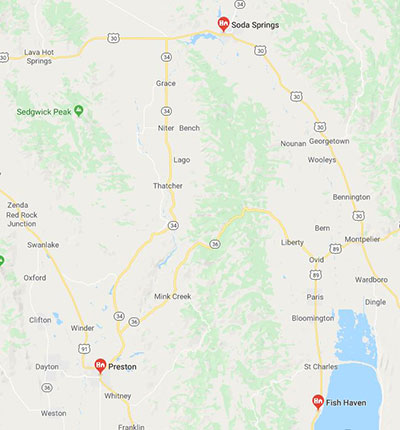 Soda Springs
30
34
Lava Hot
Springs
30
30
Grace
34
Sedgwick Peak
Niter Bench
30
Georgetown
Nounan
Wooleys
Lago
Thatcher
Bennington
Zenda
Red Rock
Junction
34
30
Bern
Swanlake
36
Liberty
Montpelier
Ovid
89
89
Oxford
Wardboro
Mink Creek
Paris
Dingle
34
36
Clifton
Winder
Bloomington
91
Dayton
Preston
St Charles
Whitney
Fish Haven
Weston
Franklin